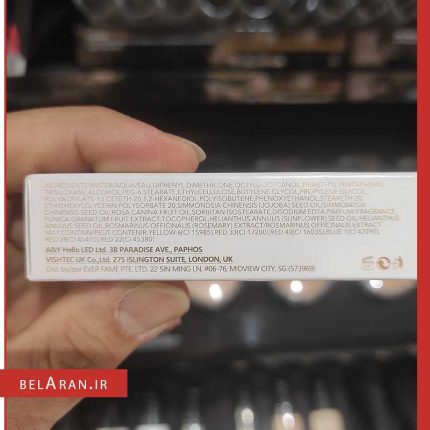 INGREDIENTS:WATER/AQUA/EAU,DIPHENYL DIMETHICONE,OCTYLDODECANOL,TRIMETHYL PENTAPHENYL
TRISILOXANE,ALCOHOL,PEG-6 STEARATE,ETHYLCELLULOSE,BUTYLENE GLYCOL,PROPYLENE GLYCOL,
POLYACRYLATE-13,CETETH-20,1,2-HEXANEDIOL,POLYISOBUTENE,PHENOXYETHANOL,STEARETH-20,
ETHYLHEXYLGLYCERIN,POLYSORBATE 20,SIMMONDSIA CHINENSIS (JOJOBA) SEED OIL/SIMMONDSIA
CHINENSIS SEED OIL,ROSA CANINA FRUIT OIL,SORBITAN ISOSTEARATE,DISODIUM EDTA,PARFUM/FRAGRANCE,
PUNICA GRANATUM FRUIT EXTRACT,TOCOPHEROL,HELIANTHUS ANNUUS (SUNFLOWER) SEED OIL/HELIANTHUS
ANNUUS SEED OIL,ROSMARINUS OFFICINALIS (ROSEMARY) EXTRACT/ROSMARINUS OFFICINALIS EXTRACT
MAY CONTAIN/PEUT CONTENIR:YELLOW 6(CI 15985),RED 33(CI 17200),RED 40(CI 16035),BLUE 1(CI 42090),
RED 28(CI 45410),RED 22(CI 45380)
A&Y Hello LED Ltd. 3B PARADISE AVE., PAPHOS
VISHTEC UK Co.,Ltd. 275 ISLINGTON SUITE, LONDON, UK
Dist. by/por EVER FAME PTE. LTD. 22 SIN MING LN. #06-76, MIDVIEW CITY, SG (573969)
BELARAN.IR